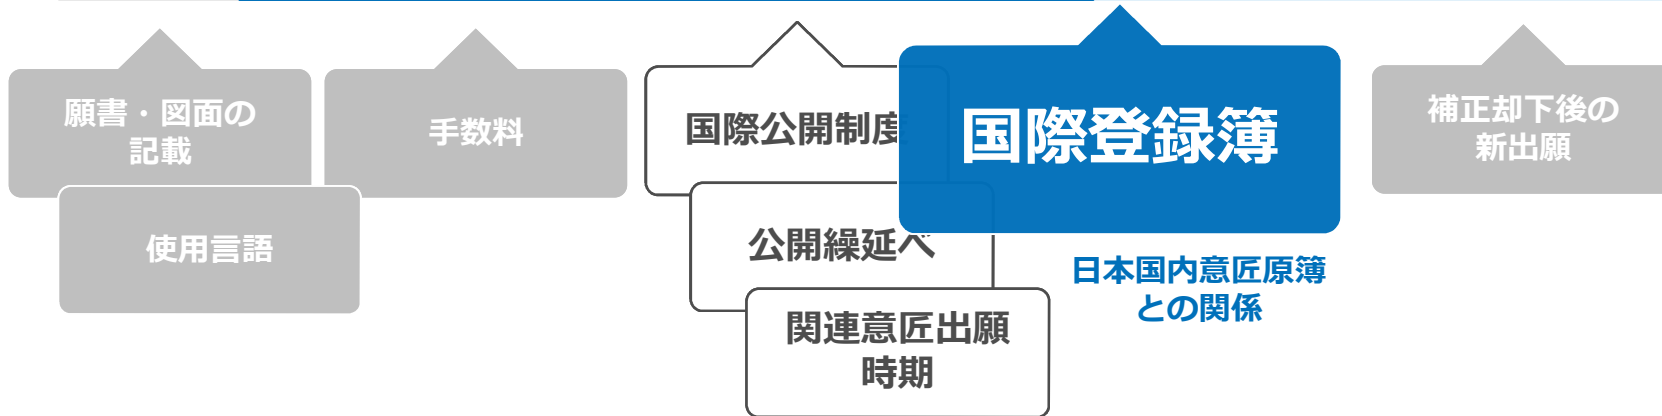 願書・図面の
記載
使用言語
手数料
国際公開制度
公開繰延べ
関連意匠出願
時期
国際登録簿
日本国内意匠原簿
との関係
補正却下後の
新出願